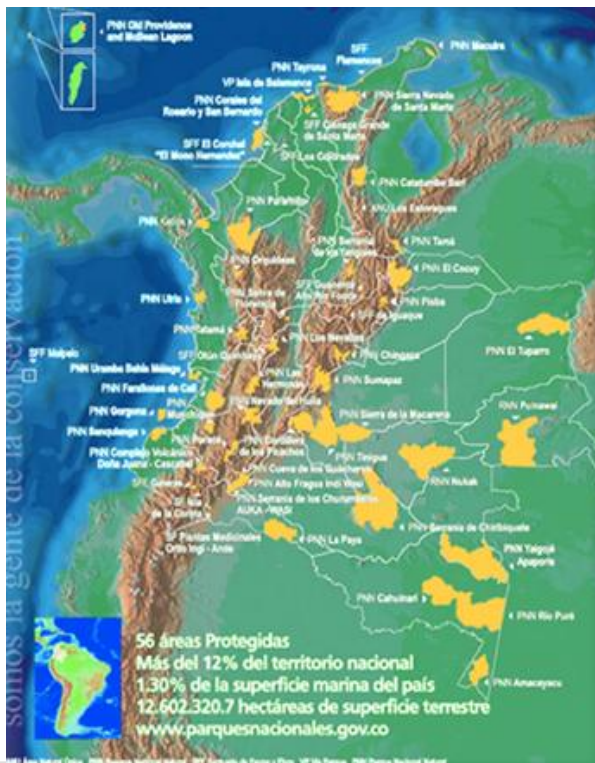 PNN Old Providence
and McBean Lagoon
PNN Macuira
SFF
Flamencos
PNN Tayrona
VP Isla de Salamanca
PNN Sierra Nevada
de Santa Marta
PNN Corales del
Rosario y San Bernardo
SFF Ciénaga Grande
de Santa Marta
SFF El Corchal
"El Mono Hernandez"
SFF Los Colorados
PNN Catatumbo Barí
ANU Los Estoraques
PNN Paramillo
PNN Katíos
PNN Serranía
de los Yariguíes
PNN Tamá
PNN Orquídeas
PNN El Cocuy
SFF Guanentá
Alto Río Fonce
PNN Utría
PNN Selva de
Florencia
PNN Pisba
SFF de Iguaque
PNN Tatamá
PNN Los Nevados
SFF Malpelo
SFF Otún Quimbaya
PNN Chingaza
PNN El Tuparro
PNN Uramba Bahía Málaga
PNN Las
Hermosas
PNN Sumapaz
PNN Farallones de Cali
PNN
Munchique
PNN Nevado del Huila
PNN Gorgona
PNN Sierra de la Macarena
RNN Puinawai
PNN Sanquianga
PNN Puracé
PNN Cordillera
de los Picachos
PNN Tinigua
PNN Complejo Volcánico
Doña Juana - Cascabel
PNN Cueva de los Guácharos
RNN Nukak
SFF Galeras
PNN Alto Fragua Indi Wasi
PNN Serranía de los Churumbelos
AUKA - WASI
SF Isla
de la Corota
PNN Serranía de Chiribiquete
SF Plantas Medicinales
Orito Ingi - Ande
PNN La Paya
PNN Yaigojé
Apaporis
PNN Cahuinarí
PNN Río Puré
PNN Amacayacu
somos la gente de la conservación
56 áreas Protegidas
Más del 12% del territorio nacional
1.30% de la superficie marina del país
12.602.320.7 hectáreas de superficie terrestre
www.parquesnacionales.gov.co